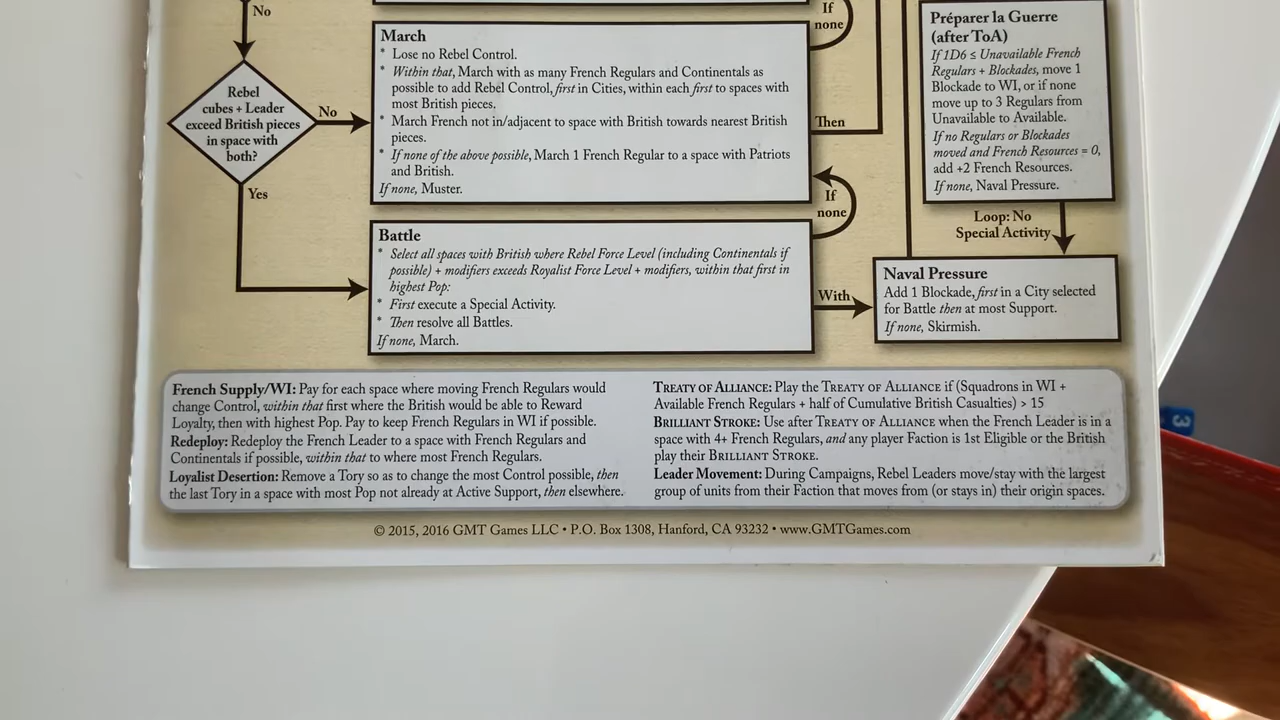 No
If
none
March
* Lose no Rebel Control.
* Within that, March with as many French Regulars and Continentals as
possible to add Rebel Control, first in Cities, within each first to spaces with
most British pieces.
* March French not in/adjacent to space with British towards nearest British
pieces.
* If none of the above possible, March 1 French Regular to a space with Patriots
and British.
If none, Muster.
Rebel
cubes + Leader
exceed British pieces
in space with
both?
No
Then
Yes
If
none
Préparer la Guerre
(after ToA)
If 1D6 ≤ Unavailable French
Regulars + Blockades, move 1
Blockade to WI, or if none
move up to 3 Regulars from
Unavailable to Available.
If no Regulars or Blockades
moved and French Resources = 0,
add +2 French Resources.
If none, Naval Pressure.
Loop: No
Special Activity
Battle
* Select all spaces with British where Rebel Force Level (including Continentals if
possible) + modifiers exceeds Royalist Force Level + modifiers, within that first in
highest Pop:
* First execute a Special Activity.
* Then resolve all Battles.
If none, March.
With
Naval Pressure
Add 1 Blockade, first in a City selected
for Battle then at most Support.
If none, Skirmish.
French Supply/WI: Pay for each space where moving French Regulars would
change Control, within that first where the British would be able to Reward
Loyalty, then with highest Pop. Pay to keep French Regulars in WI if possible.
Redeploy: Redeploy the French Leader to a space with French Regulars and
Continentals if possible, within that to where most French Regulars.
Loyalist Desertion: Remove a Tory so as to change the most Control possible, then
the last Tory in a space with most Pop not already at Active Support, then elsewhere.
TREATY OF ALLIANCE: Play the TREATY OF ALLIANCE if (Squadrons in WI +
Available French Regulars + half of Cumulative British Casualties) > 15
BRILLIANT STROKE: Use after TREATY OF ALLIANCE when the French Leader is in a
space with 4+ French Regulars, and any player Faction is 1st Eligible or the British
play their BRILLIANT STROKE.
Leader Movement: During Campaigns, Rebel Leaders move/stay with the largest
group of units from their Faction that moves from (or stays in) their origin spaces.
© 2015, 2016 GMT Games LLC • P.O. Box 1308, Hanford, CA 93232 • www.GMTGames.com
3